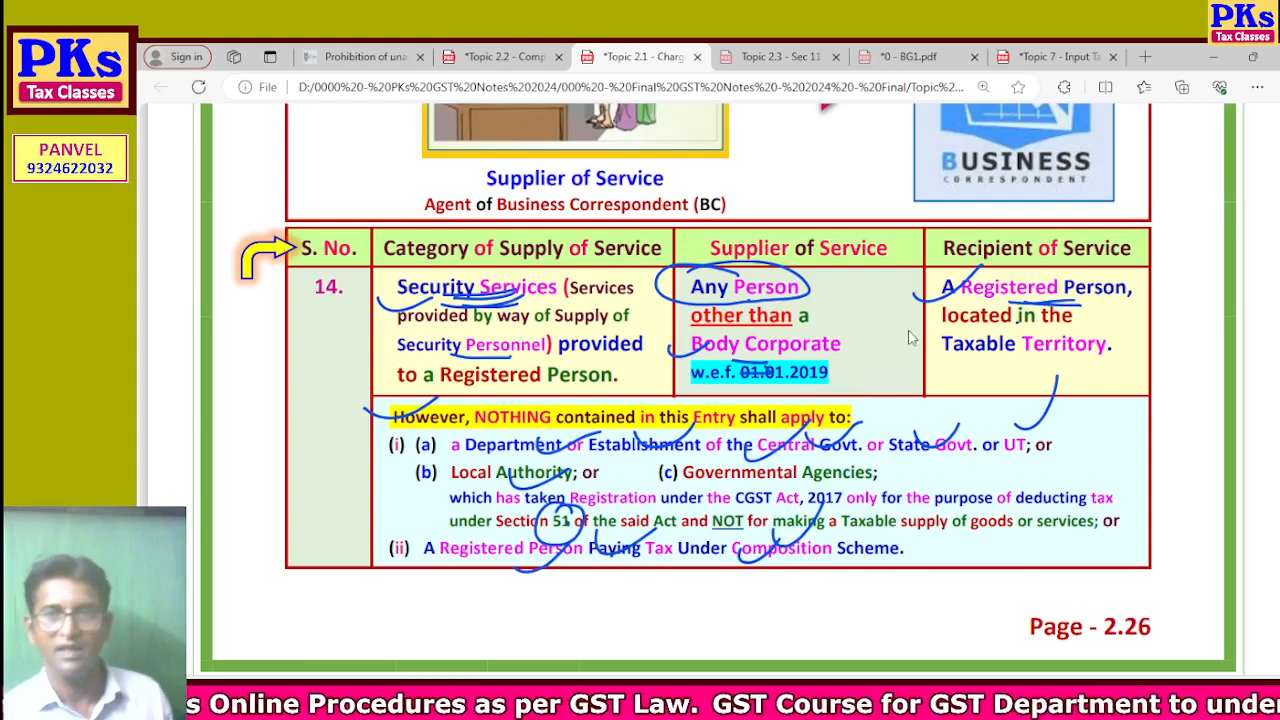 PKs
Tax Classes
PKs
Tax Classes
PANVEL
9324622032
Sign in
Prohibition of una
*Topic 2.2 - Comp
*Topic 2.1 - Charg
Topic 2.3 - Sec 11
*0 - BG1.pdf
*Topic 7 - Input Ta
File
D:/0000%20-%20PKs%20GST%20Notes%202024/000%20-%20Final%20GST%20Notes%202024%20-%20Final/Topic%2...
BUSINESS
CORRESPONDENT
Supplier of Service
Agent of Business Correspondent (BC)
S. No.
Category of Supply of Service
Supplier of Service
Recipient of Service
14.
Security Services (Services
provided by way of Supply of
Security Personnel) provided
to a Registered Person.
Any Person
other than a
Body Corporate
w.e.f. 01.01.2019
A Registered Person,
located in the
Taxable Territory.
However, NOTHING contained in this Entry shall apply to:
(i) (a) a Department or Establishment of the Central Govt. or State Govt. or UT; or
(b) Local Authority; or (c) Governmental Agencies;
which has taken Registration under the CGST Act, 2017 only for the purpose of deducting tax
under Section 51 of the said Act and NOT for making a Taxable supply of goods or services; or
(ii) A Registered Person Paying Tax Under Composition Scheme.
Page - 2.26
s Online Procedures as per GST Law. GST Course for GST Department to unde